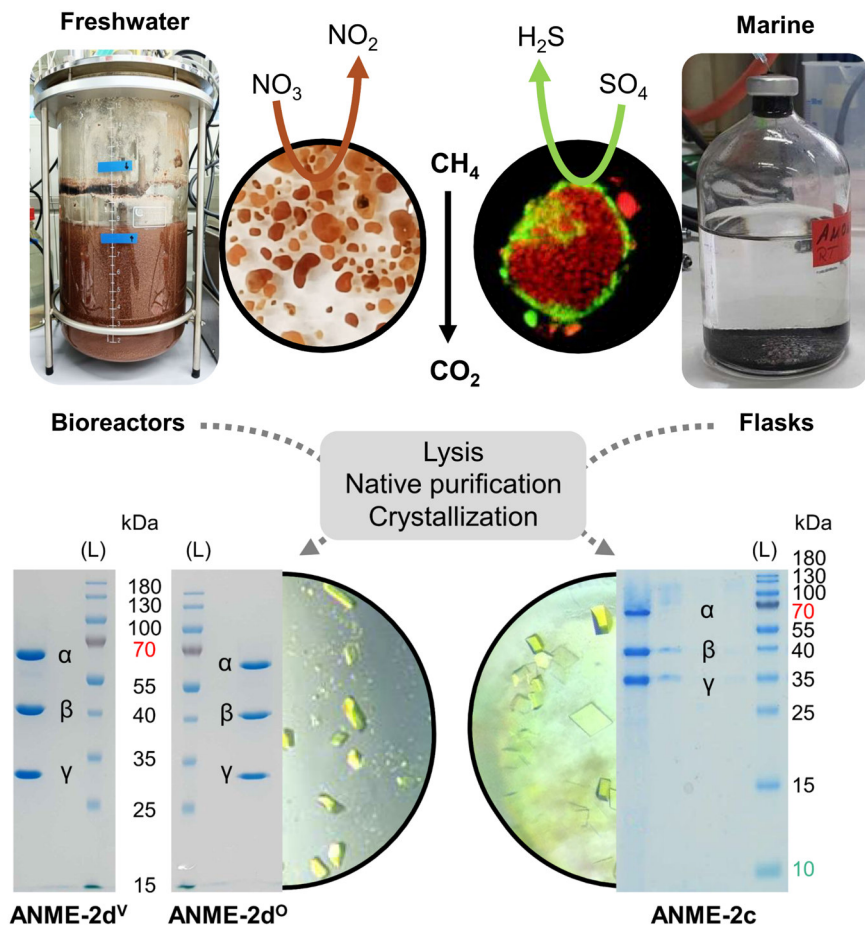 Freshwater
NO₂
NO₃
H₂S
SO₄
Marine
CH₄
CO₂
Bioreactors
Flasks
Lysis
Native purification
Crystallization
kDa
(L)
(L)
180
130
100
70
55
40
35
25
15
α
β
γ
α
β
γ
kDa
(L)
180
130
100
70
55
40
35
25
15
10
α
β
γ
ANME-2dⱽ
ANME-2dᴼ
ANME-2c